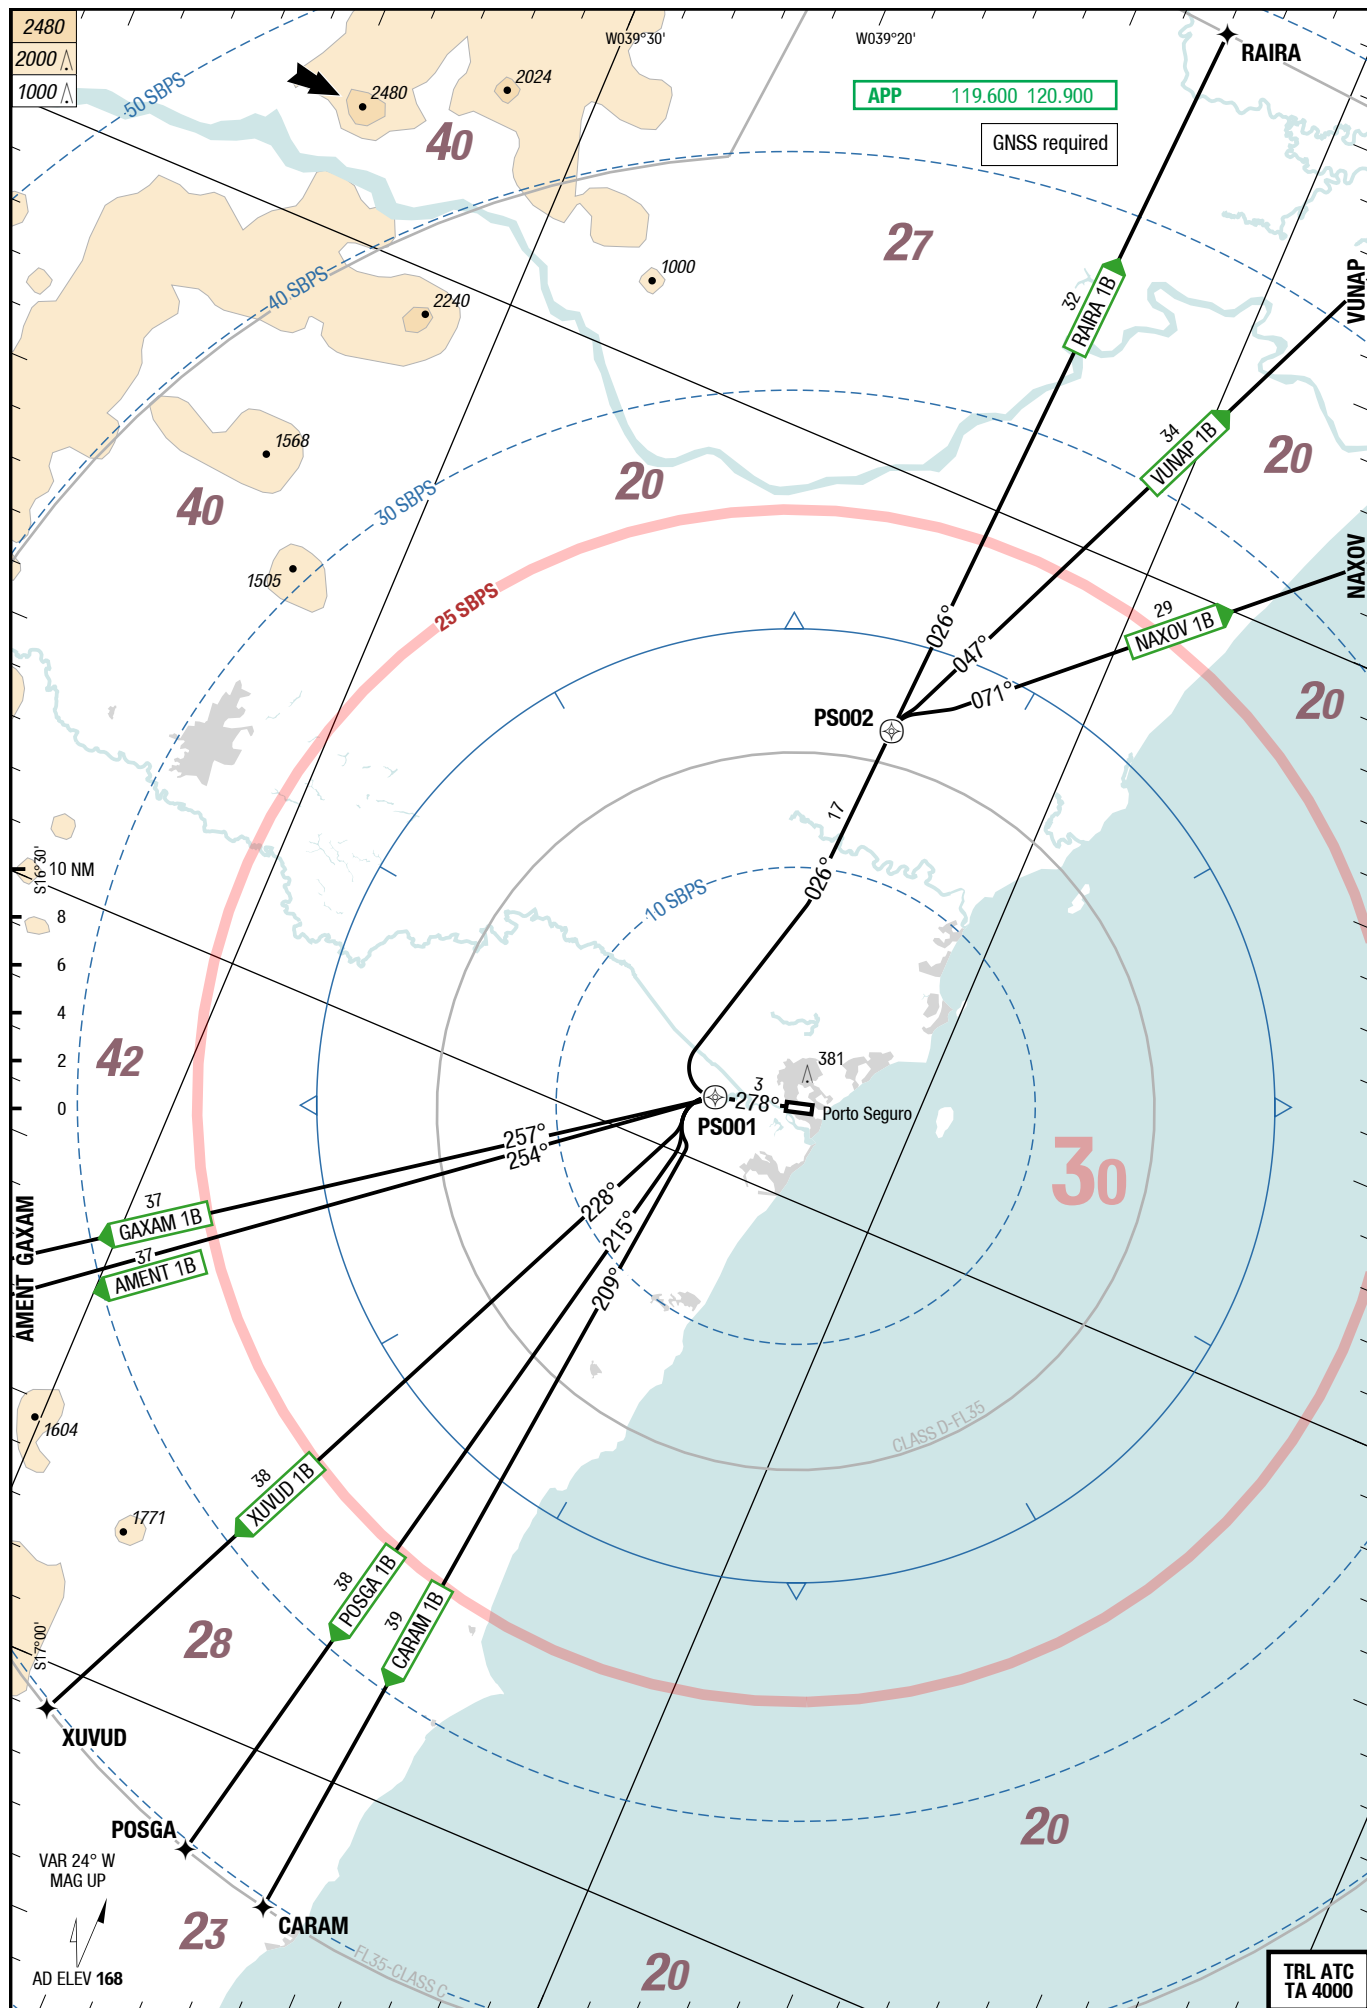 2480
2000
1000
50 SBPS
2480
2024
40
W039°30'
W039°20'
RAIRA
APP 119.600 120.900
GNSS required
27
1000
40 SBPS
2240
32
RAIRA 1B
VUNAP
34
VUNAP 1B
20
1568
40
30 SBPS
20
1505
25 SBPS
NAXOV
29
NAXOV 1B
026°
047°
071°
20
PS002
17
026°
S16°30'
10 NM
8
6
4
2
0
10 SBPS
42
381
3
278°
Porto Seguro
PS001
30
257°
254°
228°
215°
209°
37
GAXAM 1B
37
AMENT 1B
AMENT GAXAM
1604
CLASS D-FL35
38
XUVUD 1B
1771
38
POSGA 1B
39
CARAM 1B
28
S17°00'
XUVUD
POSGA
20
VAR 24° W
MAG UP
23
CARAM
FL35-CLASS C
20
AD ELEV 168
TRL ATC
TA 4000